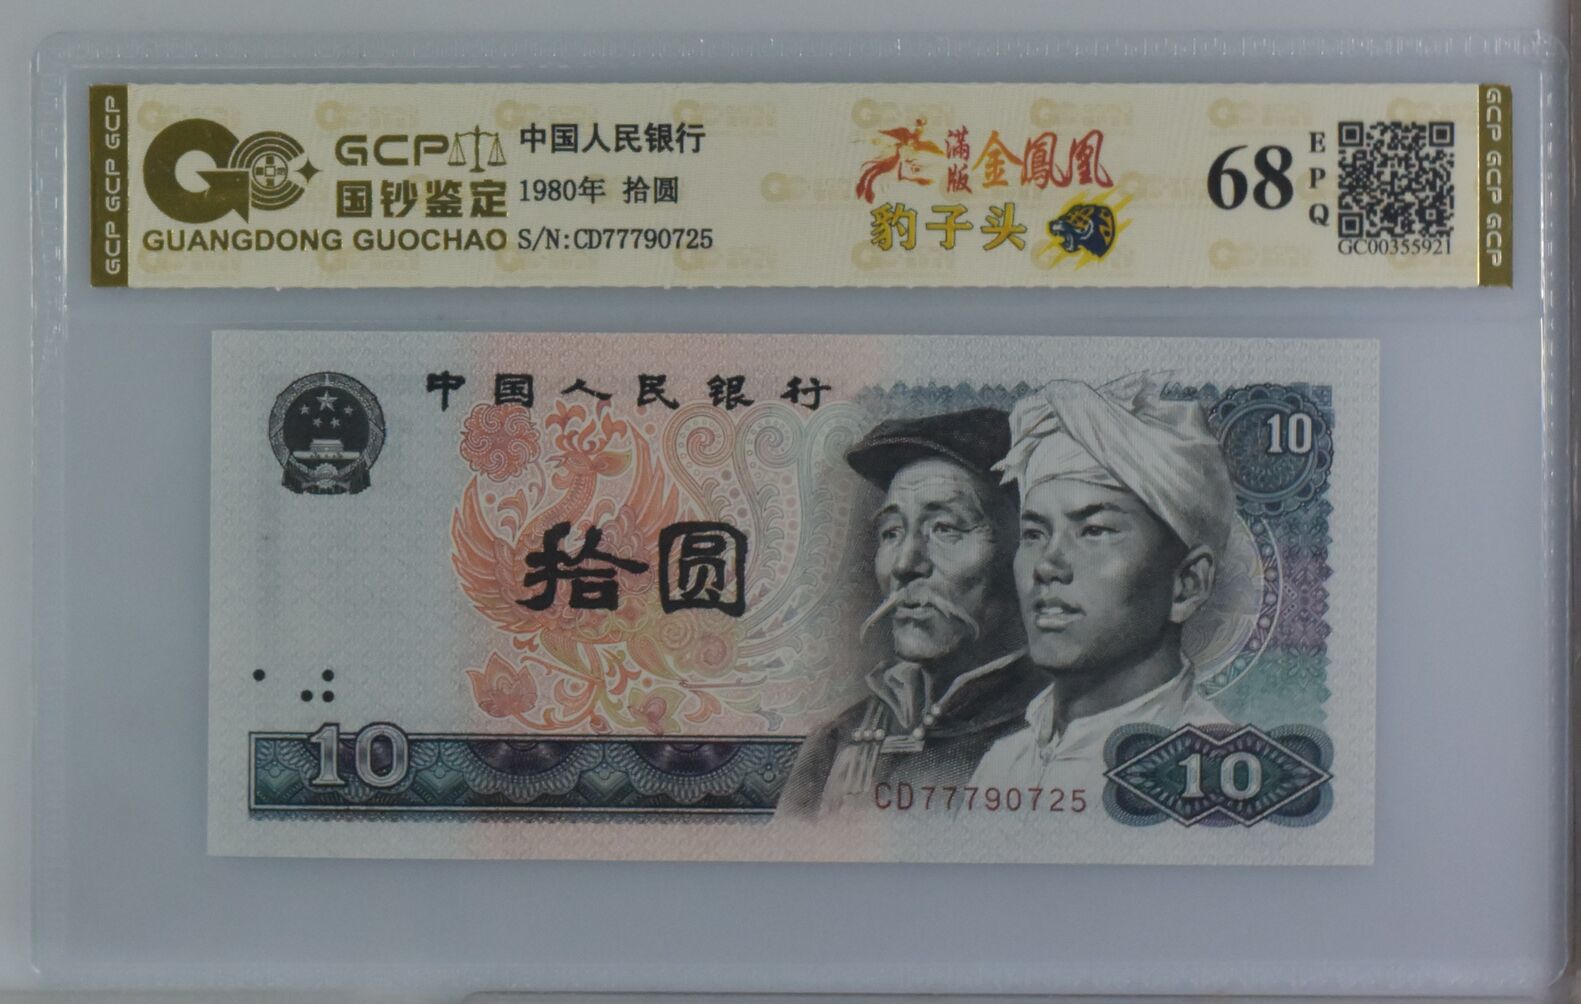 GCP GCP GCP
GCP
国钞鉴定
GUANGDONG GUOCHAO
中国人民银行
1980年 拾圆
S/N:CD77790725
满版 金鳳凰
豹子头
68
EPQ
GC00355921
GCP GCP GCP
中国人民银行
10
拾圆
10
CD77790725
10